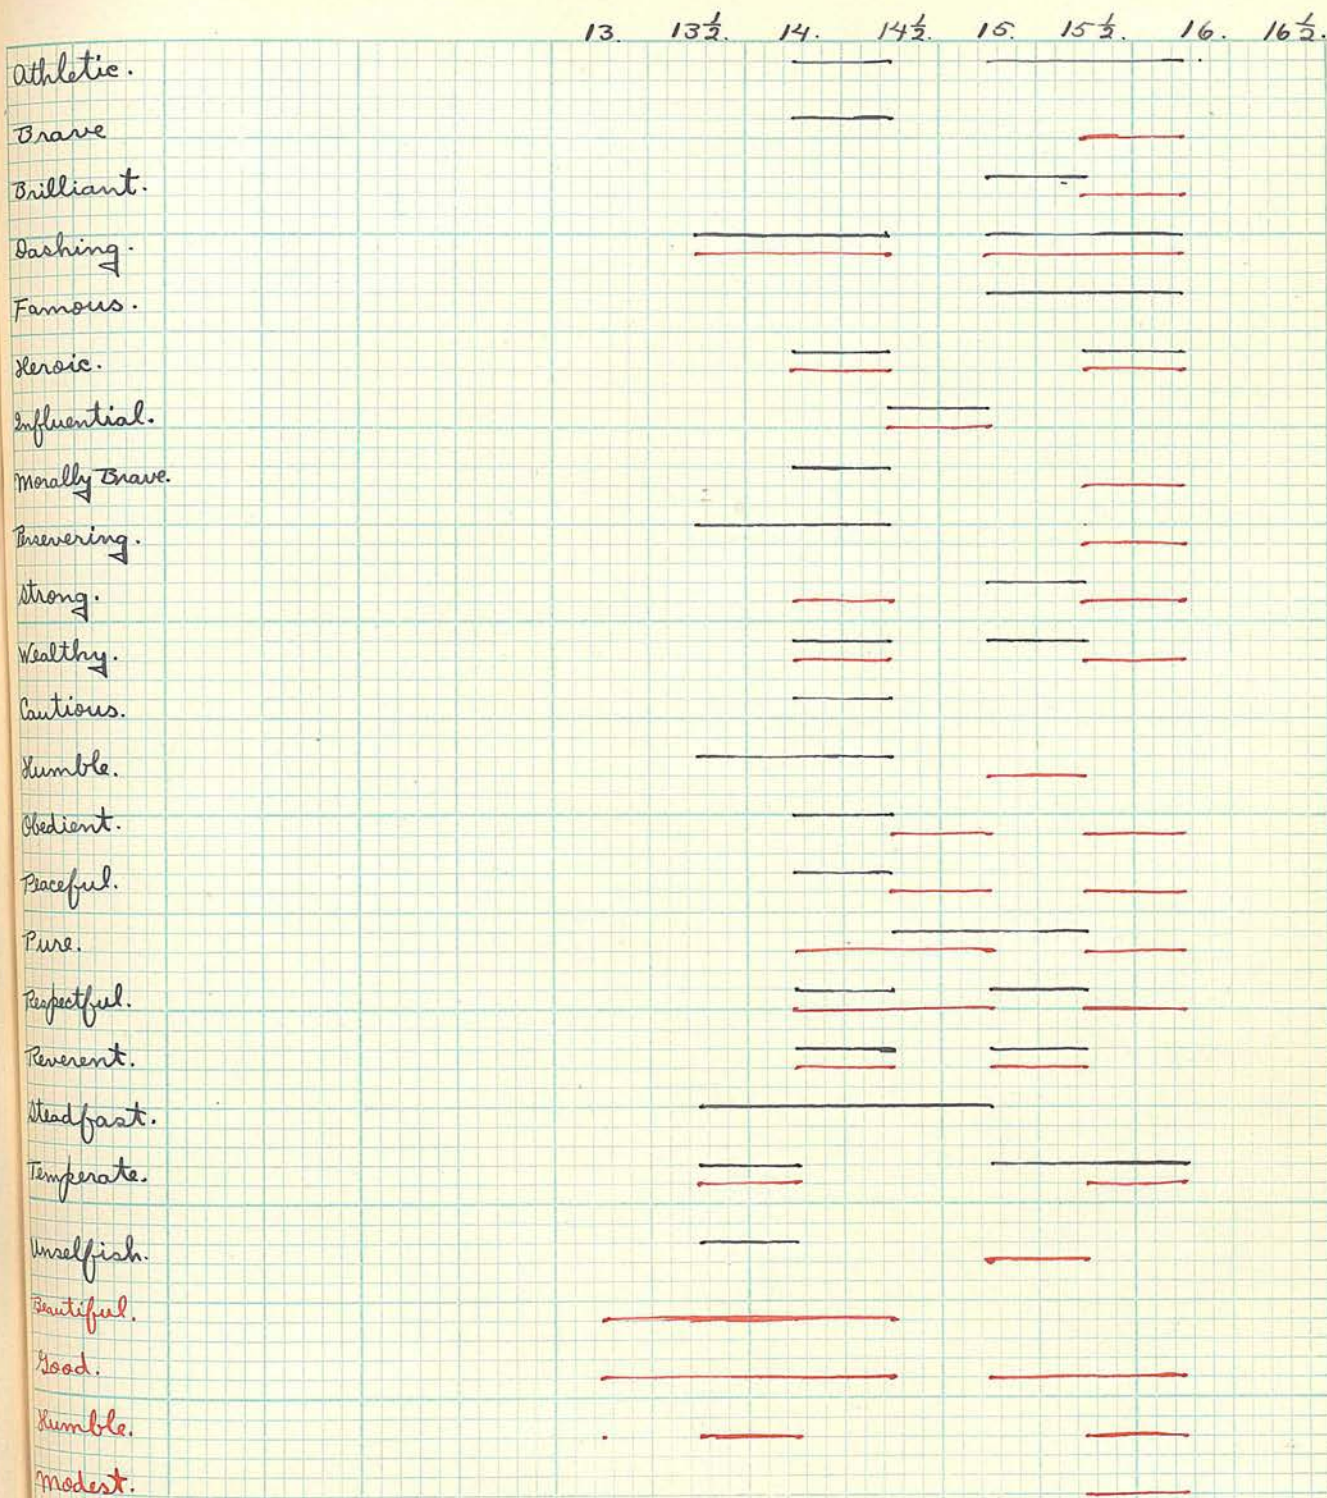 13. 13½. 14. 14½. 15. 15½. 16. 16½.
Athletic.
Brave
Brilliant.
Dashing.
Famous.
Heroic.
Influential.
Morally Brave.
Persevering.
Strong.
Wealthy.
Cautious.
Humble.
Obedient.
Peaceful.
Pure.
Respectful.
Reverent.
Steadfast.
Temperate.
Unselfish.
Beautiful.
Good.
Humble.
Modest.